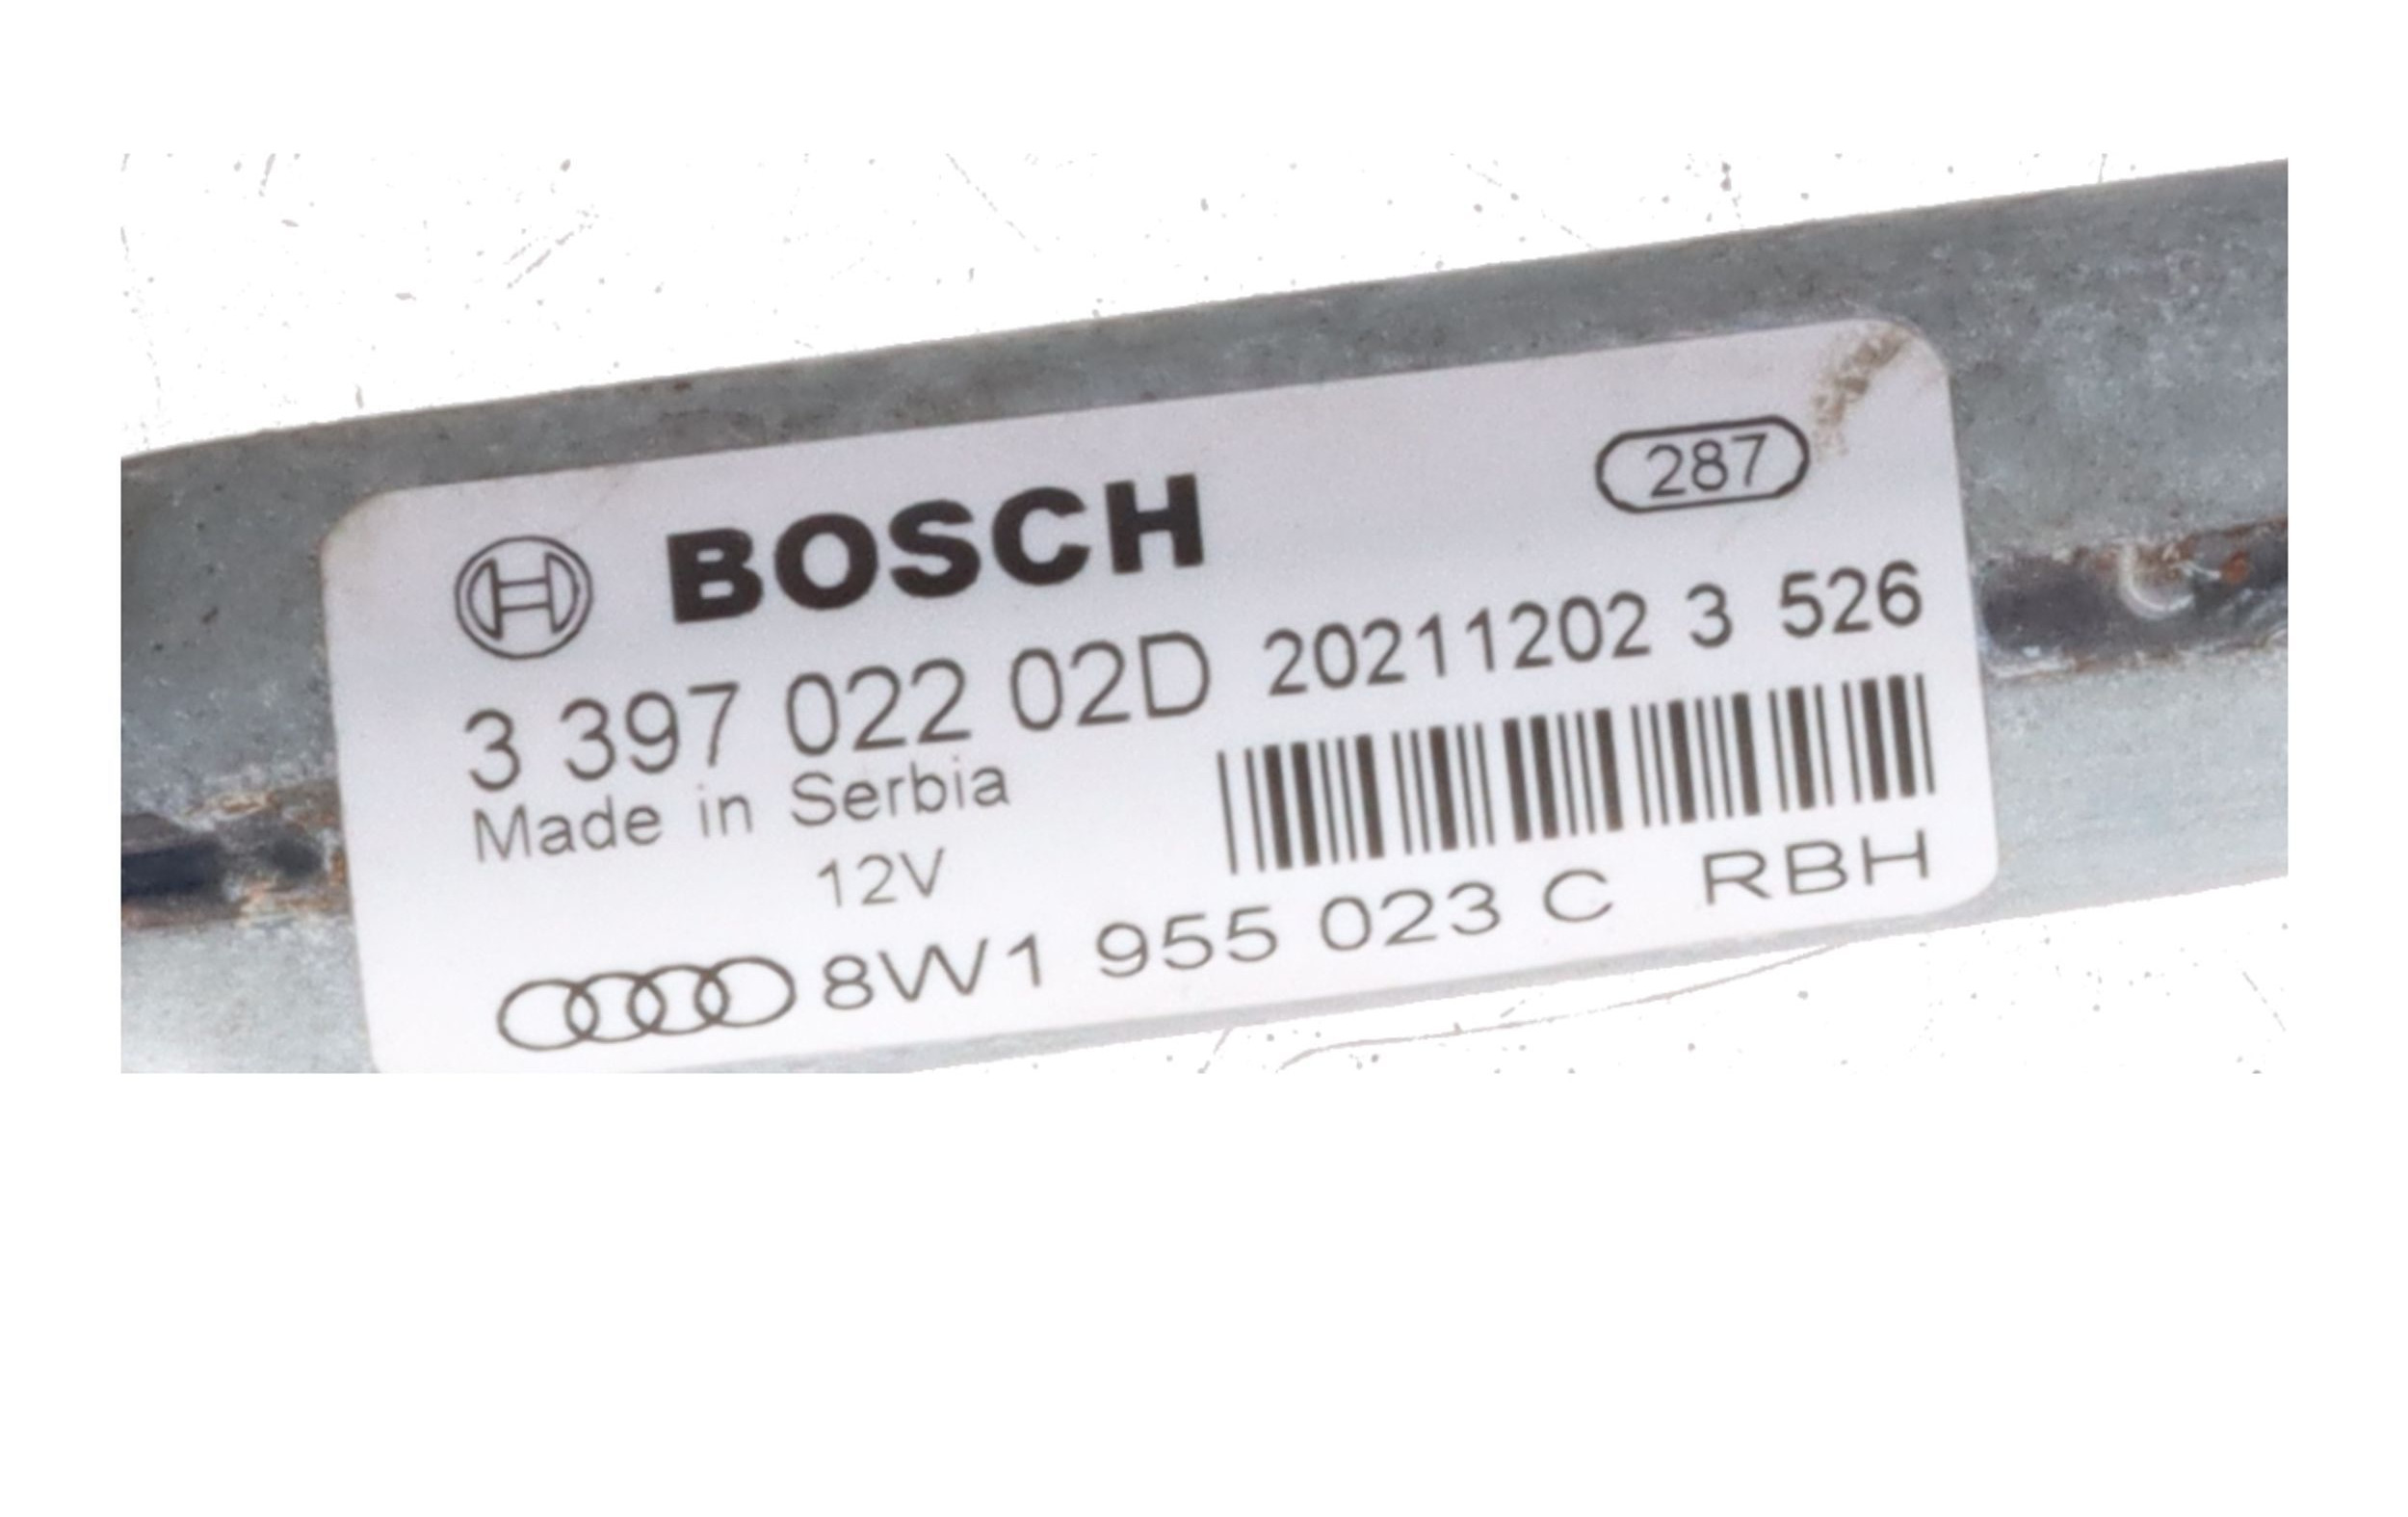 287
BOSCH
3 397 022 02D 20211202 3 526
Made in Serbia
12V
8W1 955 023 C RBH